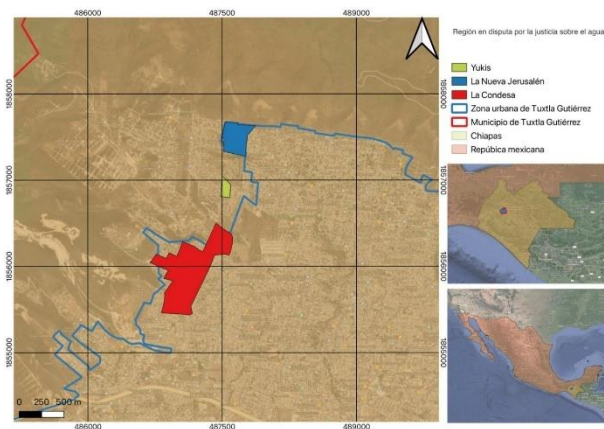 486000 487500 489000
Región en disputa por la justicia sobre el agua
Yukis
La Nueva Jerusalén
La Condesa
Zona urbana de Tuxtla Gutiérrez
Municipio de Tuxtla Gutiérrez
Chiapas
Repúbica mexicana
1858000 1858000
1857000 1857000
1856000 1856000
1855000 1855000
0 250 500 m
486000 487500 489000